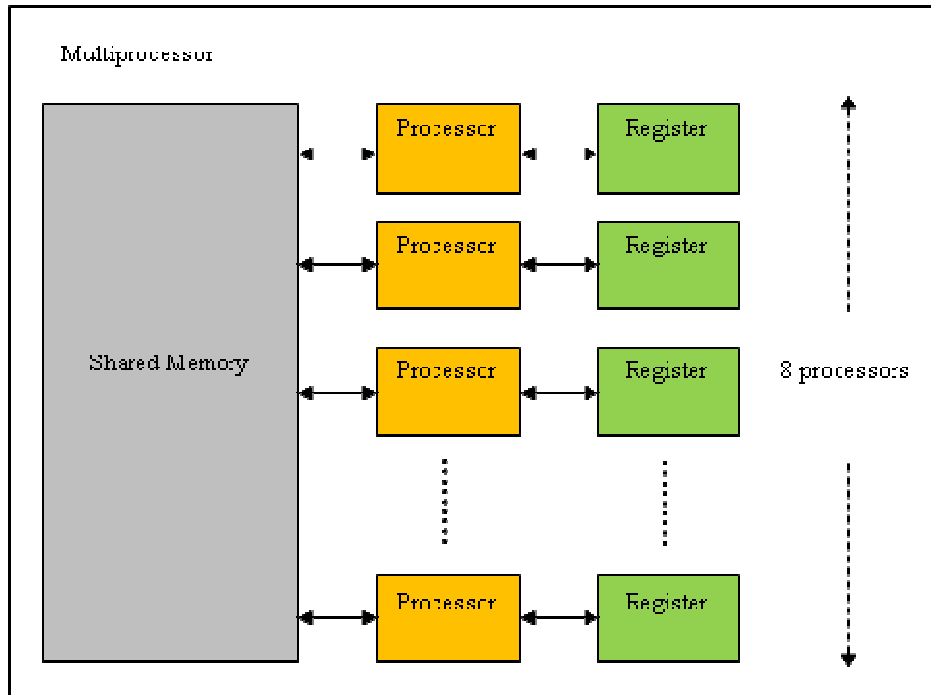 Multiprocessor
Processor
Register
Processor
Register
Shared Memory
Processor
Register
8 processors
Processor
Register